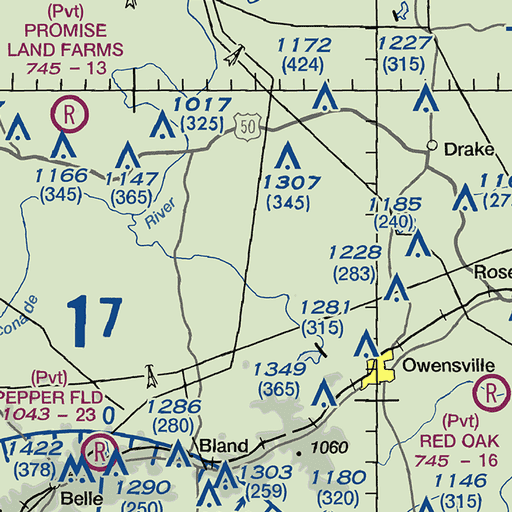 (Pvt)
PROMISE
LAND FARMS
745 - 13
R
1172
(424)
1227
(315)
1017
(325)
50
Drake
1166
(345)
1147
(365)
1307
(345)
River
1185
(240)
1228
(283)
Rose
17
1281
(315)
1349
(365)
Owensville
(Pvt)
PEPPER FLD
1043 - 23
0
R
(Pvt)
RED OAK
745 - 16
1286
(280)
Bland
1060
1422
(378)
R
1290
(250)
Belle
1303
(259)
1180
(320)
1146
(315)